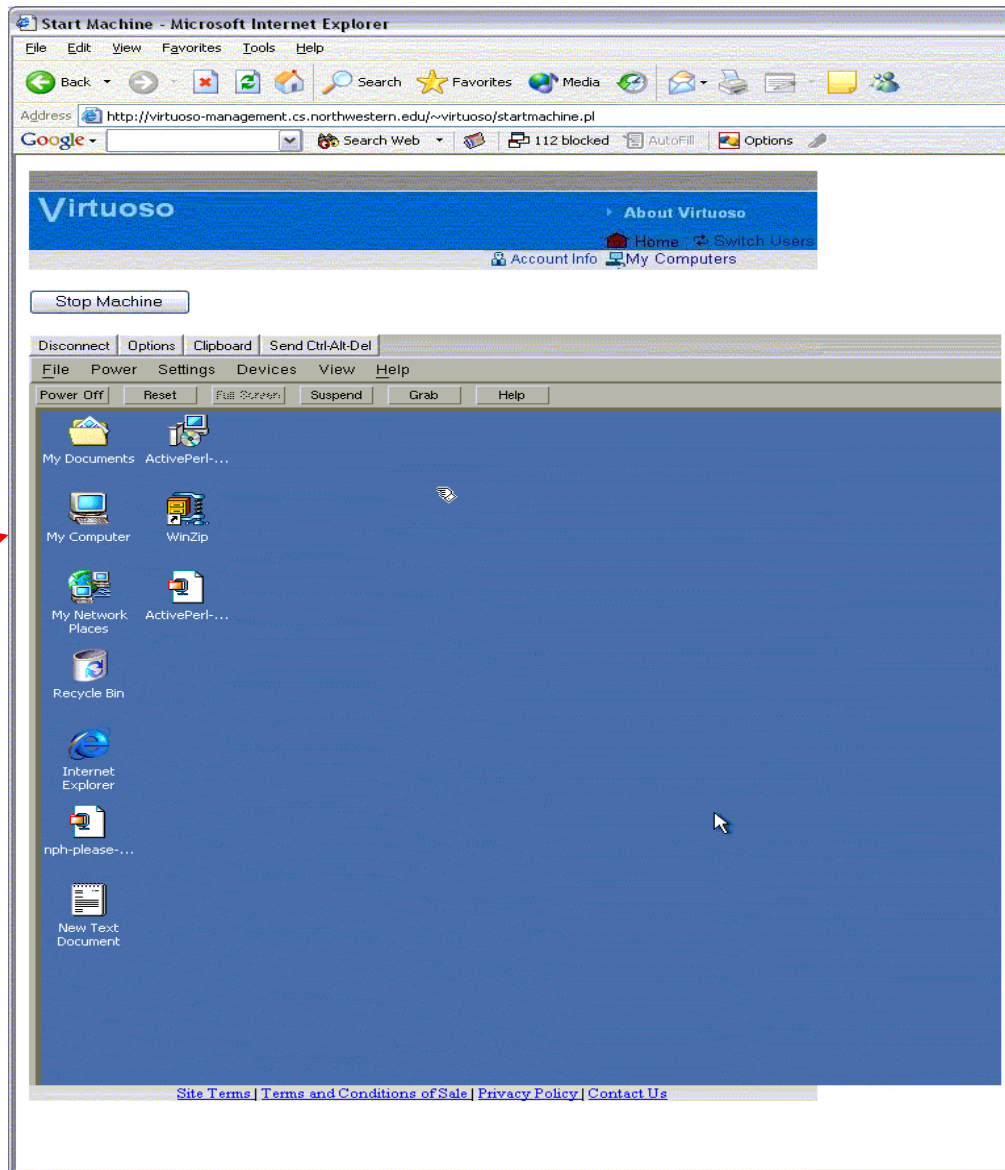 Start Machine - Microsoft Internet Explorer
File Edit View Favorites Tools Help
Back Search Favorites Media
Address http://virtuoso-management.cs.northwestern.edu/~virtuoso/startmachine.pl
Google Search Web 112 blocked AutoFill Options
Virtuoso
About Virtuoso
Home Switch Users
Account Info My Computers
Stop Machine
Disconnect Options Clipboard Send Ctrl-Alt-Del
File Power Settings Devices View Help
Power Off Reset Full Screen Suspend Grab Help
My Documents ActivePerl-...
My Computer WinZip
My Network Places ActivePerl-...
Recycle Bin
Internet
Explorer
nph-please-...
New Text
Document
Site Terms | Terms and Conditions of Sale | Privacy Policy | Contact Us